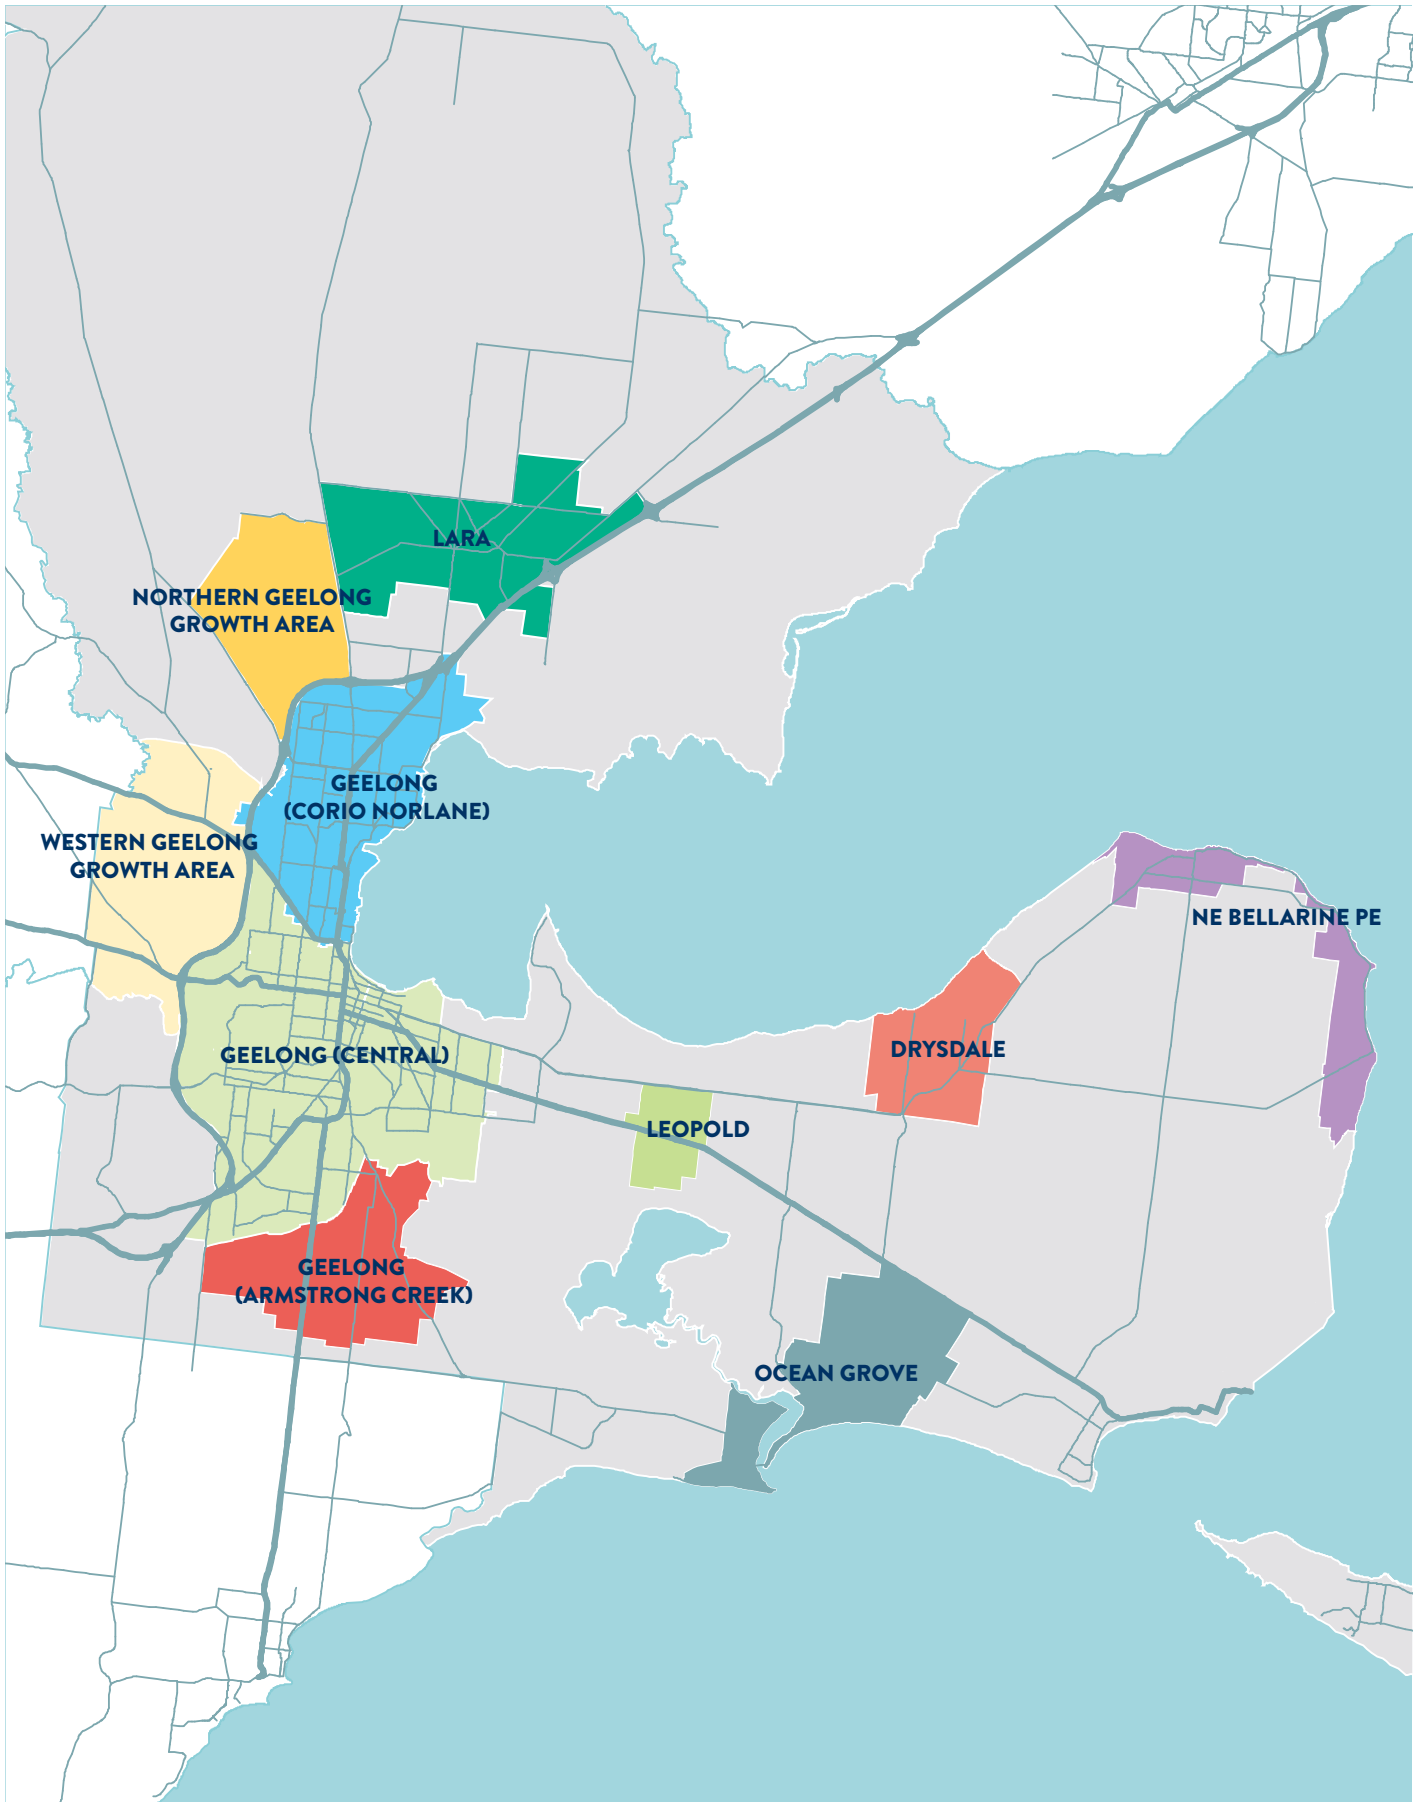 LARA
NORTHERN GEELONG
GROWTH AREA
GEELONG
(CORIO NORLANE)
WESTERN GEELONG
GROWTH AREA
NE BELLARINE PE
GEELONG (CENTRAL)
DRYSDALE
LEOPOLD
GEELONG
(ARMSTRONG CREEK)
OCEAN GROVE